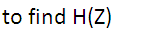 to find H(Z)